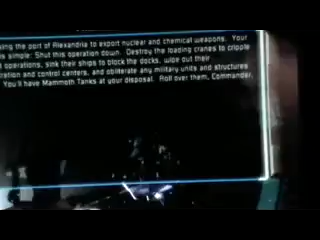 ing the port of Alexandria to export nuclear and chemical weapons. Your
is simple: Shut this operation down. Destroy the loading cranes to cripple
operations, sink their ships to block the docks, wipe out their
ration and control centers, and obliterate any military units and structures
You'll have Mammoth Tanks at your disposal. Roll over them, Commander.